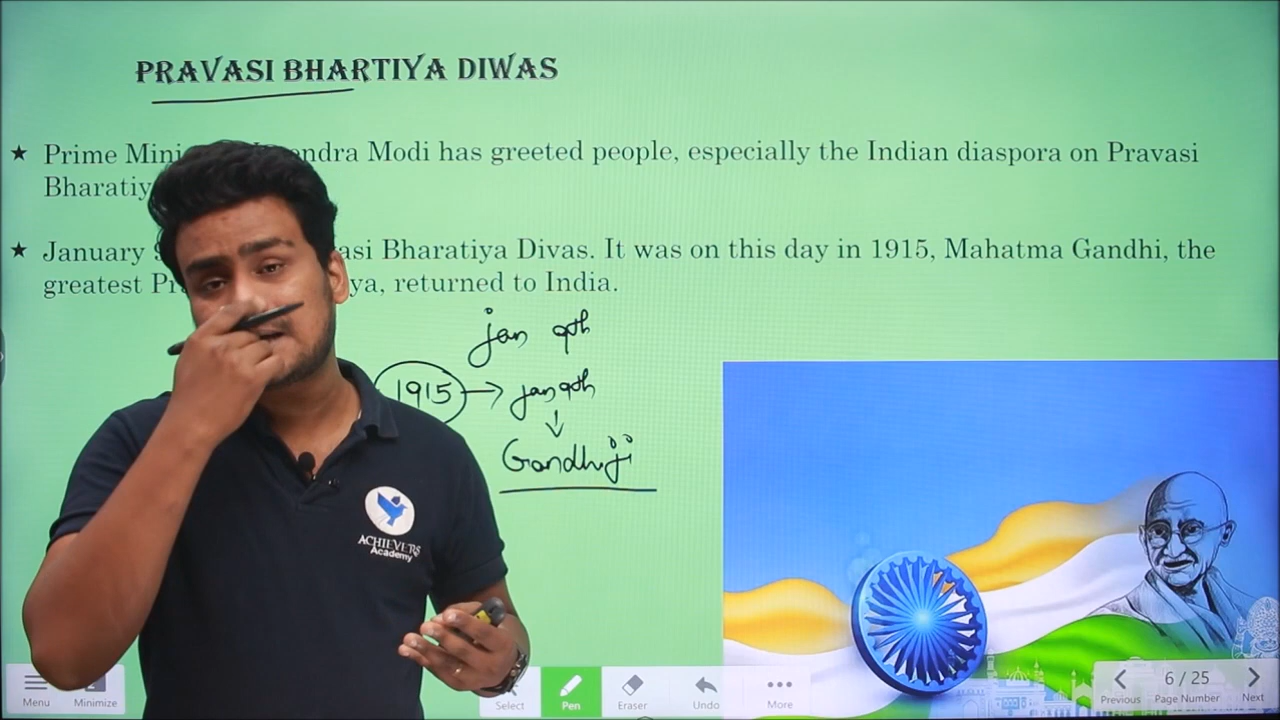 PRAVASI BHARTIYA DIWAS
★ Prime Mini endra Modi has greeted people, especially the Indian diaspora on Pravasi
Bharatiy
★ January 9 asi Bharatiya Divas. It was on this day in 1915, Mahatma Gandhi, the
greatest Pr ya, returned to India.
jan 9th
1915 → jan 9th
↓
Gandhiji
ACHIEVERS
Academy
Menu Minimize Select Pen Eraser Undo More
6 / 25
Previous Page Number Next